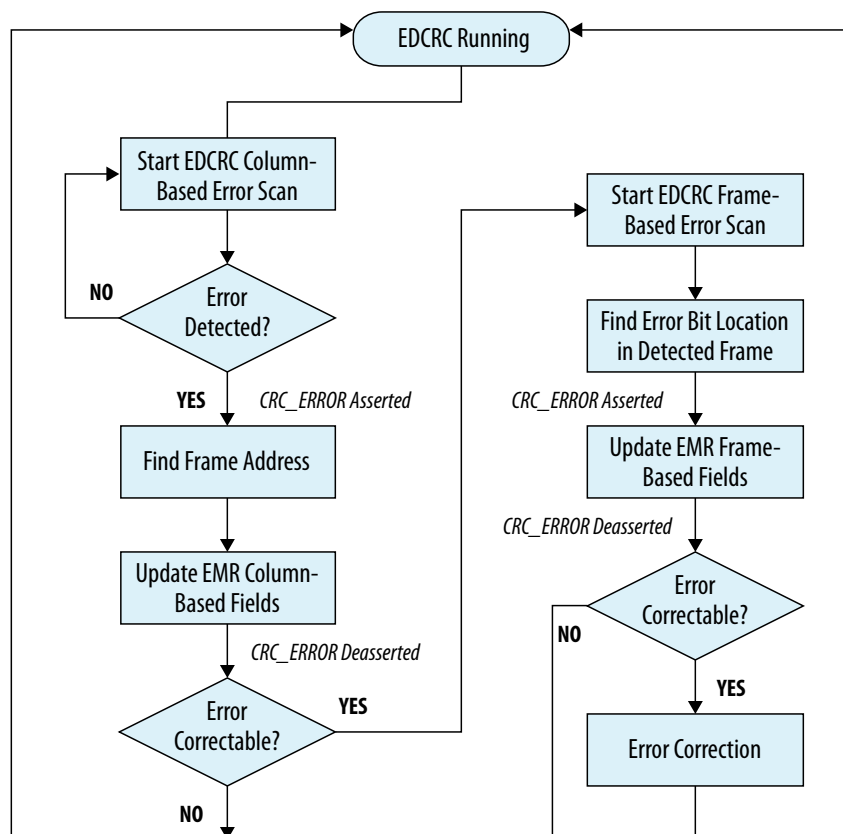 EDCRC Running
Start EDCRC Column-
Based Error Scan
NO
Error
Detected?
YES
CRC_ERROR Asserted
Find Frame Address
Update EMR Column-
Based Fields
CRC_ERROR Deasserted
Error
Correctable?
YES
NO
Start EDCRC Frame-
Based Error Scan
Find Error Bit Location
in Detected Frame
CRC_ERROR Asserted
Update EMR Frame-
Based Fields
CRC_ERROR Deasserted
Error
Correctable?
NO
YES
Error Correction